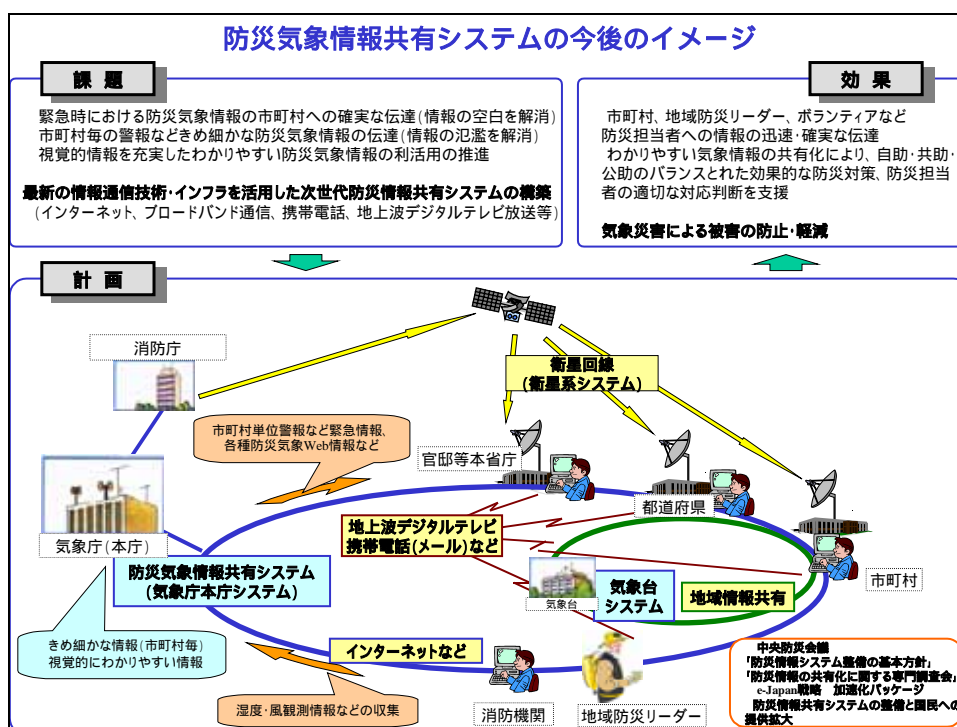 防災気象情報共有システムの今後のイメージ
課 題
緊急時における防災気象情報の市町村への確実な伝達(情報の空白を解消)
市町村毎の警報などきめ細かな防災気象情報の伝達(情報の氾濫を解消)
視覚的情報を充実したわかりやすい防災気象情報の利活用の推進
最新の情報通信技術・インフラを活用した次世代防災情報共有システムの構築
(インターネット、ブロードバンド通信、携帯電話、地上波デジタルテレビ放送等)
効 果
市町村、地域防災リーダー、ボランティアなど
防災担当者への情報の迅速・確実な伝達
わかりやすい気象情報の共有化により、自助・共助・
公助のバランスとれた効果的な防災対策、防災担当
者の適切な対応判断を支援
気象災害による被害の防止・軽減
計 画
消防庁
衛星回線
(衛星系システム)
市町村単位警報など緊急情報、
各種防災気象Web情報など
官邸等本省庁
都道府県
市町村
気象庁(本庁)
地上波デジタルテレビ
携帯電話(メール)など
防災気象情報共有システム
(気象庁本庁システム)
気象台
気象台
システム
地域情報共有
きめ細かな情報(市町村毎)
視覚的にわかりやすい情報
インターネットなど
湿度・風観測情報などの収集
消防機関
地域防災リーダー
中央防災会議
「防災情報システム整備の基本方針」
「防災情報の共有化に関する専門調査会」
e-Japan戦略 加速化パッケージ
防災情報共有システムの整備と国民への
提供拡大